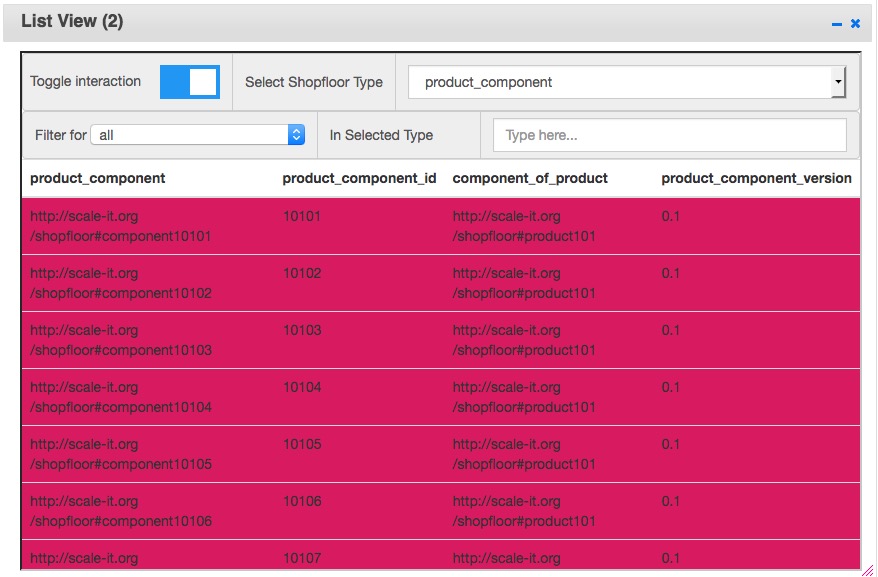 List View (2)
Toggle interaction Select Shopfloor Type product_component
Filter for all In Selected Type Type here...
product_component product_component_id component_of_product product_component_version
http://scale-it.org 10101 http://scale-it.org 0.1
/shopfloor#component10101 /shopfloor#product101
http://scale-it.org 10102 http://scale-it.org 0.1
/shopfloor#component10102 /shopfloor#product101
http://scale-it.org 10103 http://scale-it.org 0.1
/shopfloor#component10103 /shopfloor#product101
http://scale-it.org 10104 http://scale-it.org 0.1
/shopfloor#component10104 /shopfloor#product101
http://scale-it.org 10105 http://scale-it.org 0.1
/shopfloor#component10105 /shopfloor#product101
http://scale-it.org 10106 http://scale-it.org 0.1
/shopfloor#component10106 /shopfloor#product101
http://scale-it.org 10107 http://scale-it.org 0.1